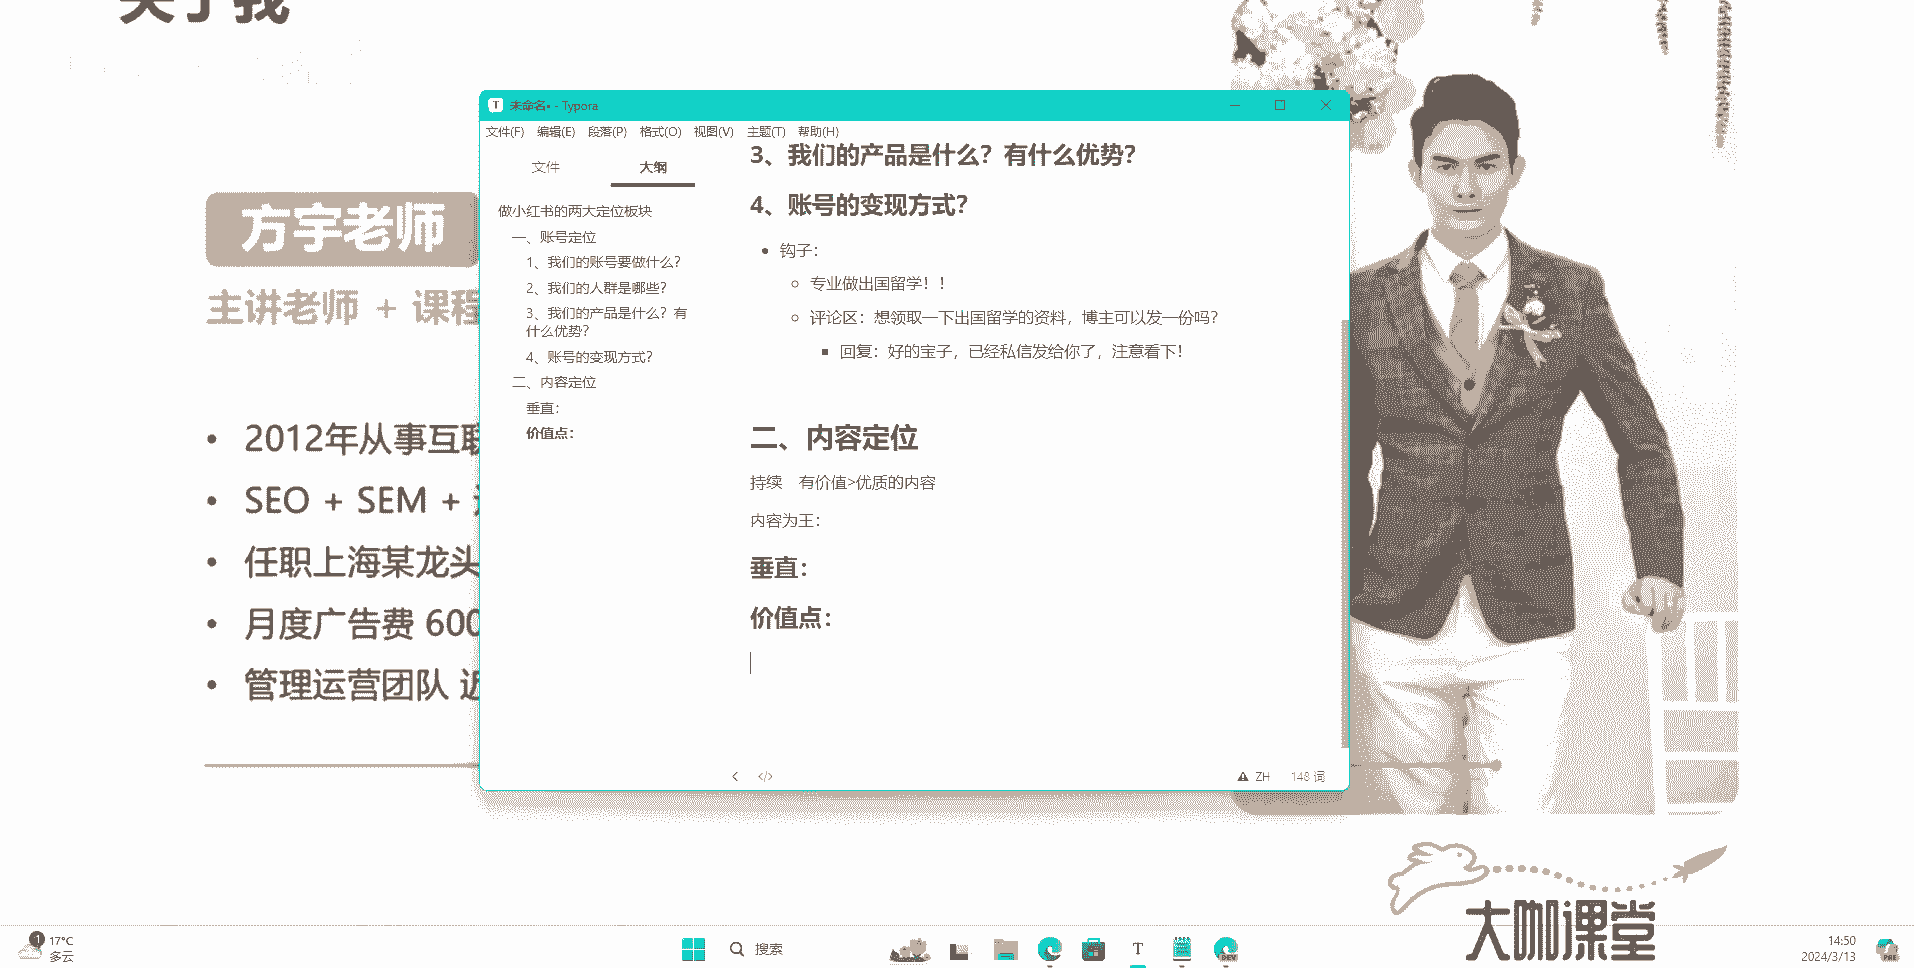 关于我
未命名• - Typora
文件(F) 编辑(E) 段落(P) 格式(O) 视图(V) 主题(T) 帮助(H)
文件 大纲
做小红书的两大定位板块
一、账号定位
1、我们的账号要做什么？
2、我们的人群是哪些？
3、我们的产品是什么？有
什么优势？
4、账号的变现方式？
二、内容定位
垂直：
价值点：
3、我们的产品是什么？有什么优势？
4、账号的变现方式？
钩子：
专业做出国留学！！
评论区：想领取一下出国留学的资料，博主可以发一份吗？
回复：好的宝子，已经私信发给你了，注意看下！
二、内容定位
持续 有价值>优质的内容
内容为王：
垂直：
价值点：
</> ZH 148 词
方宇老师
主讲老师 + 课程
• 2012年从事互联
• SEO + SEM +
• 任职上海某龙头
• 月度广告费 600
• 管理运营团队 近
大咖课堂
1 17°C
多云
搜索
DEV
14:50
2024/3/13
PRE